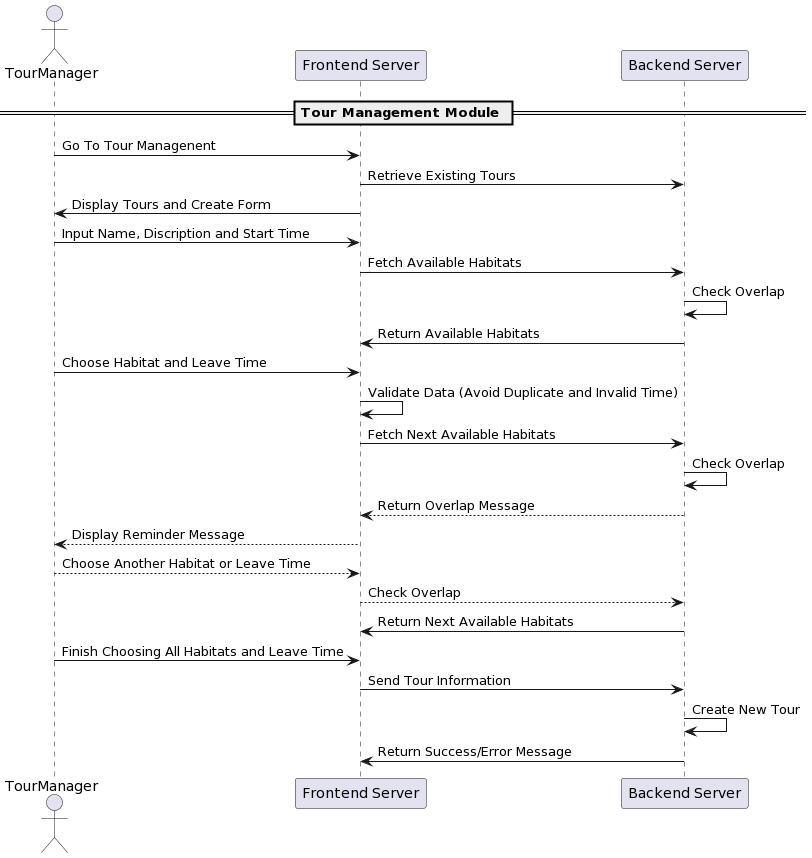 TourManager
Frontend Server
Backend Server
Tour Management Module
Go To Tour Managenent
Retrieve Existing Tours
Display Tours and Create Form
Input Name, Discription and Start Time
Fetch Available Habitats
Check Overlap
Return Available Habitats
Choose Habitat and Leave Time
Validate Data (Avoid Duplicate and Invalid Time)
Fetch Next Available Habitats
Check Overlap
Return Overlap Message
Display Reminder Message
Choose Another Habitat or Leave Time
Check Overlap
Return Next Available Habitats
Finish Choosing All Habitats and Leave Time
Send Tour Information
Create New Tour
Return Success/Error Message
TourManager
Frontend Server
Backend Server